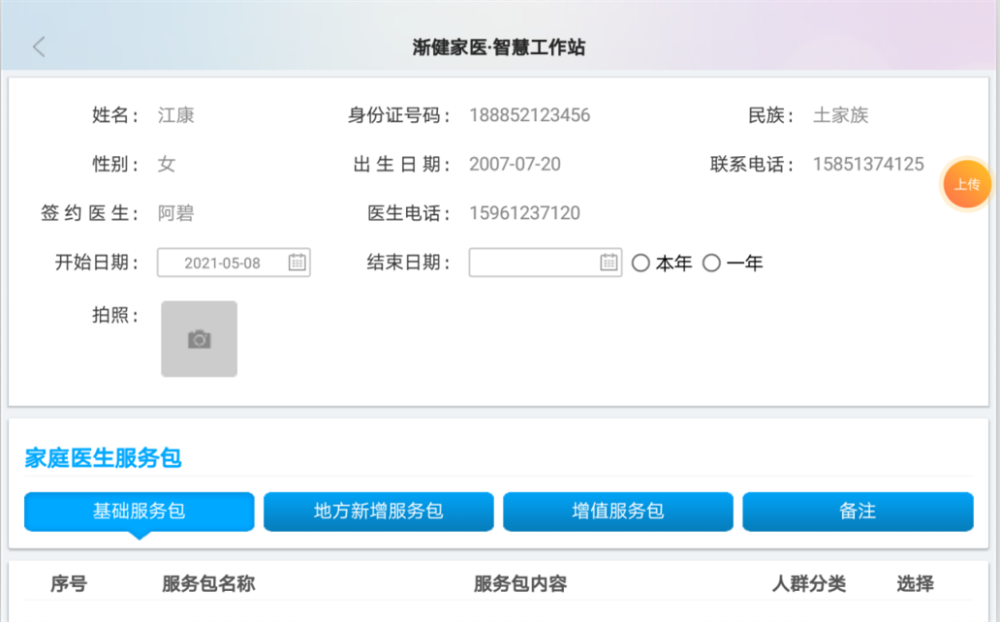 渐健家医·智慧工作站
姓名： 江康 身份证号码： 188852123456 民族： 土家族
性别： 女 出生日期： 2007-07-20 联系电话： 15851374125
上传
签约医生： 阿碧 医生电话： 15961237120
开始日期： 2021-05-08 结束日期： 本年 一年
拍照：
家庭医生服务包
基础服务包 地方新增服务包 增值服务包 备注
序号 服务包名称 服务包内容 人群分类 选择